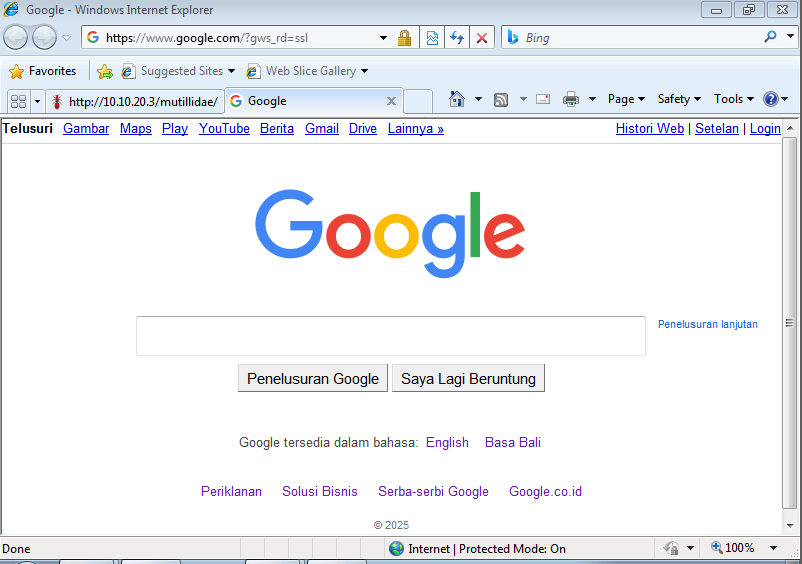 Google - Windows Internet Explorer
https://www.google.com/?gws_rd=ssl Bing
Favorites Suggested Sites Web Slice Gallery
http://10.10.20.3/mutillidae/ Google Page Safety Tools
Telusuri Gambar Maps Play YouTube Berita Gmail Drive Lainnya » Histori Web | Setelan | Login
Google
Penelusuran lanjutan
Penelusuran Google Saya Lagi Beruntung
Google tersedia dalam bahasa: English Basa Bali
Periklanan Solusi Bisnis Serba-serbi Google Google.co.id
© 2025
Done Internet | Protected Mode: On 100%